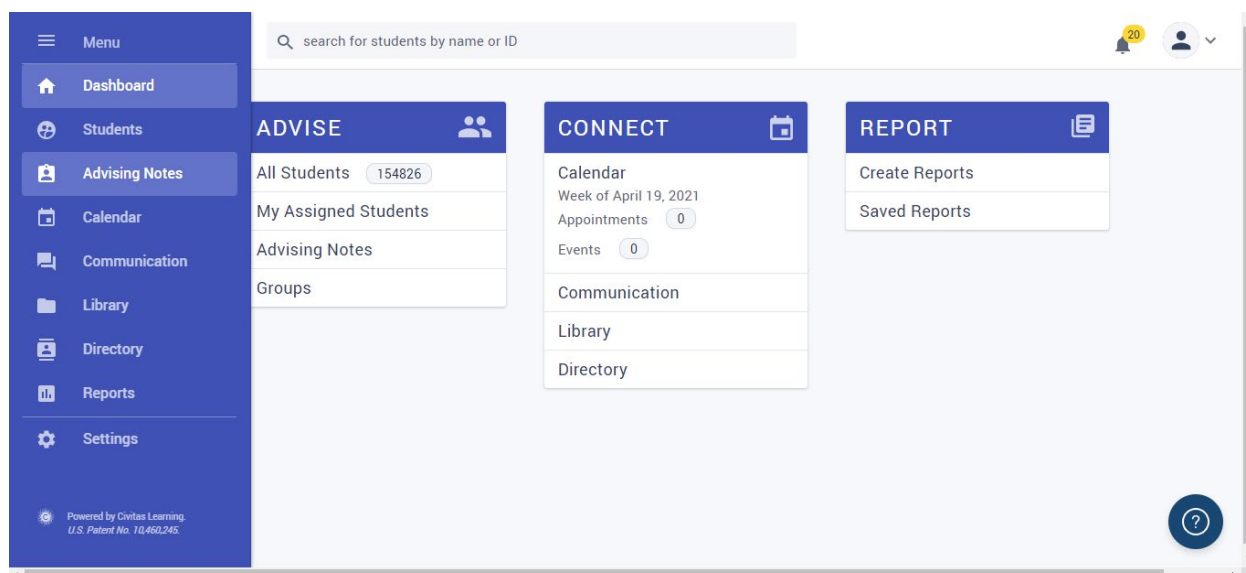 Menu
Dashboard
Students
Advising Notes
Calendar
Communication
Library
Directory
Reports
Settings
Powered by Civitas Learning.
U.S. Patent No. 10,460,245.
search for students by name or ID
20
ADVISE
All Students 154826
My Assigned Students
Advising Notes
Groups
CONNECT
Calendar
Week of April 19, 2021
Appointments 0
Events 0
Communication
Library
Directory
REPORT
Create Reports
Saved Reports
?